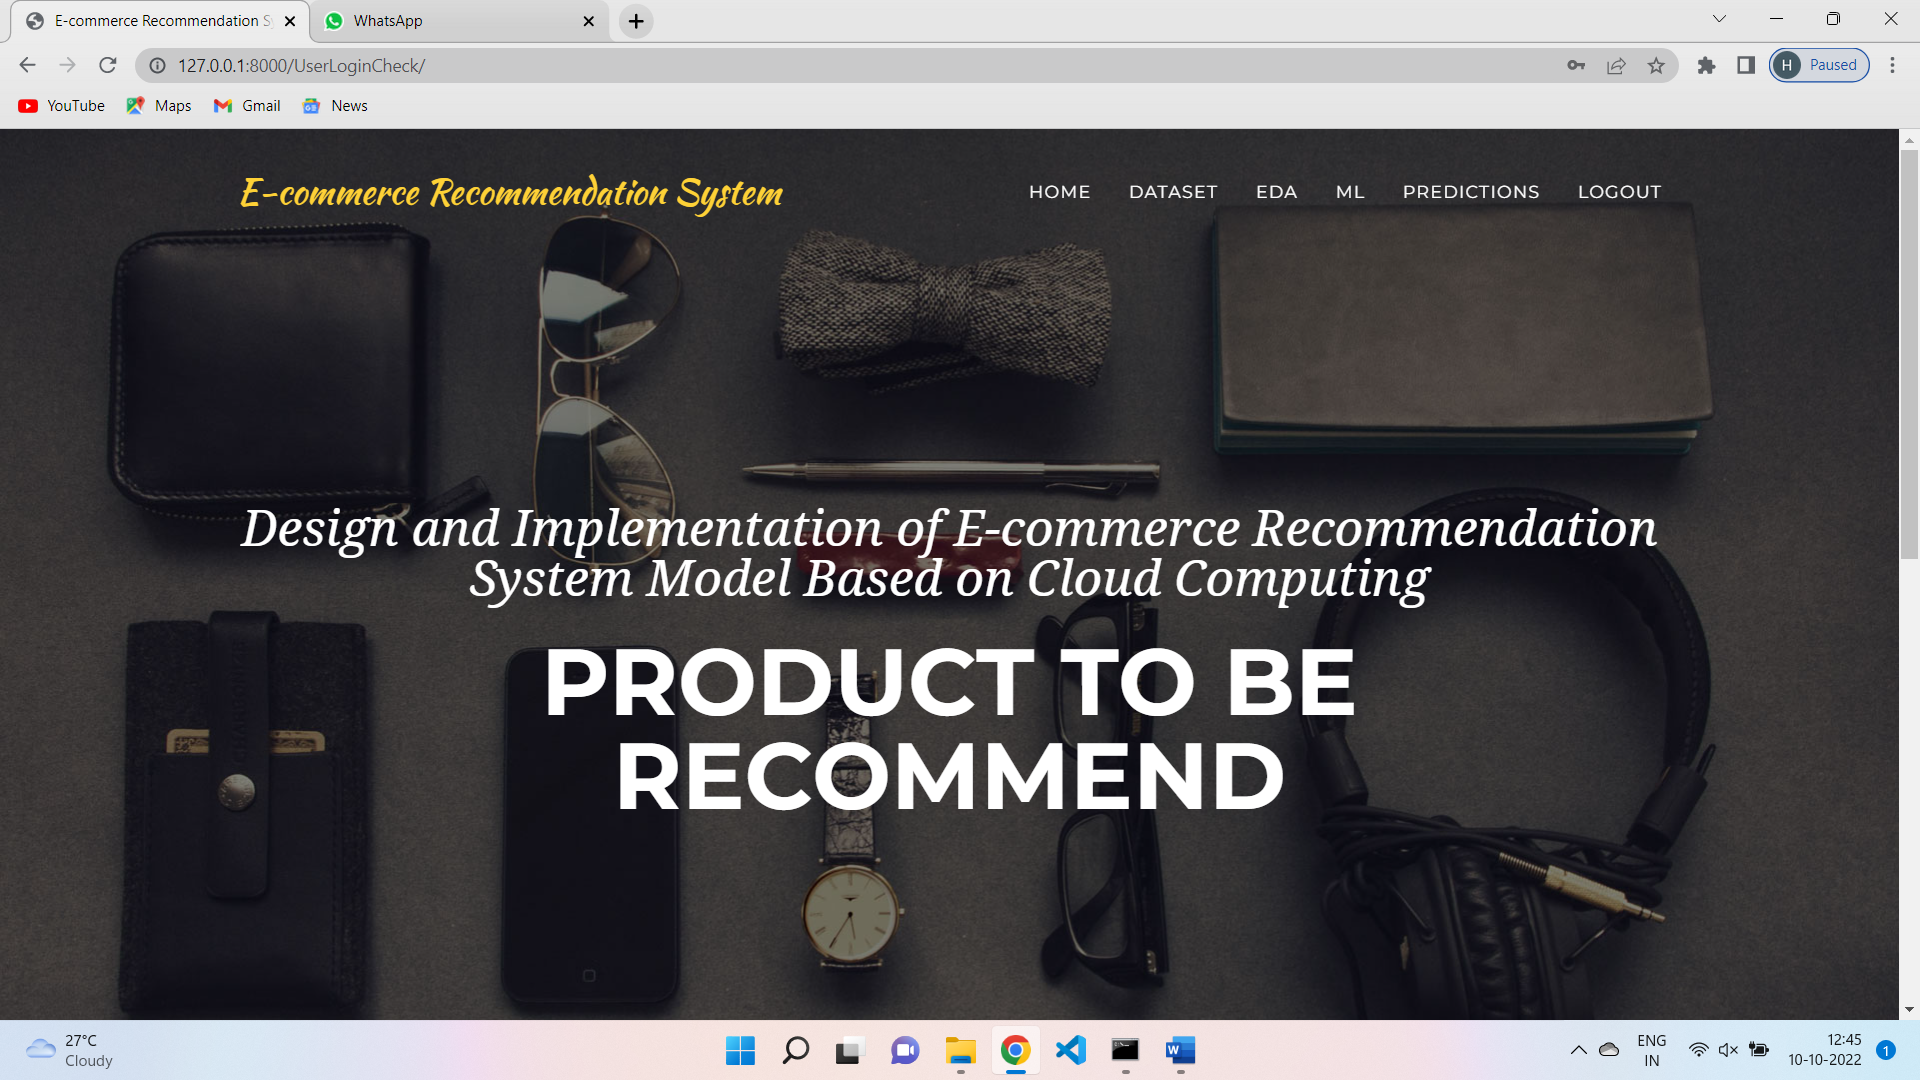 E-commerce Recommendation S
WhatsApp
127.0.0.1:8000/UserLoginCheck/
H
Paused
YouTube
Maps
Gmail
News
E-commerce Recommendation System
HOME
DATASET
EDA
ML
PREDICTIONS
LOGOUT
Design and Implementation of E-commerce Recommendation
System Model Based on Cloud Computing
PRODUCT TO BE
RECOMMEND
27°C
Cloudy
ENG
IN
12:45
10-10-2022
1